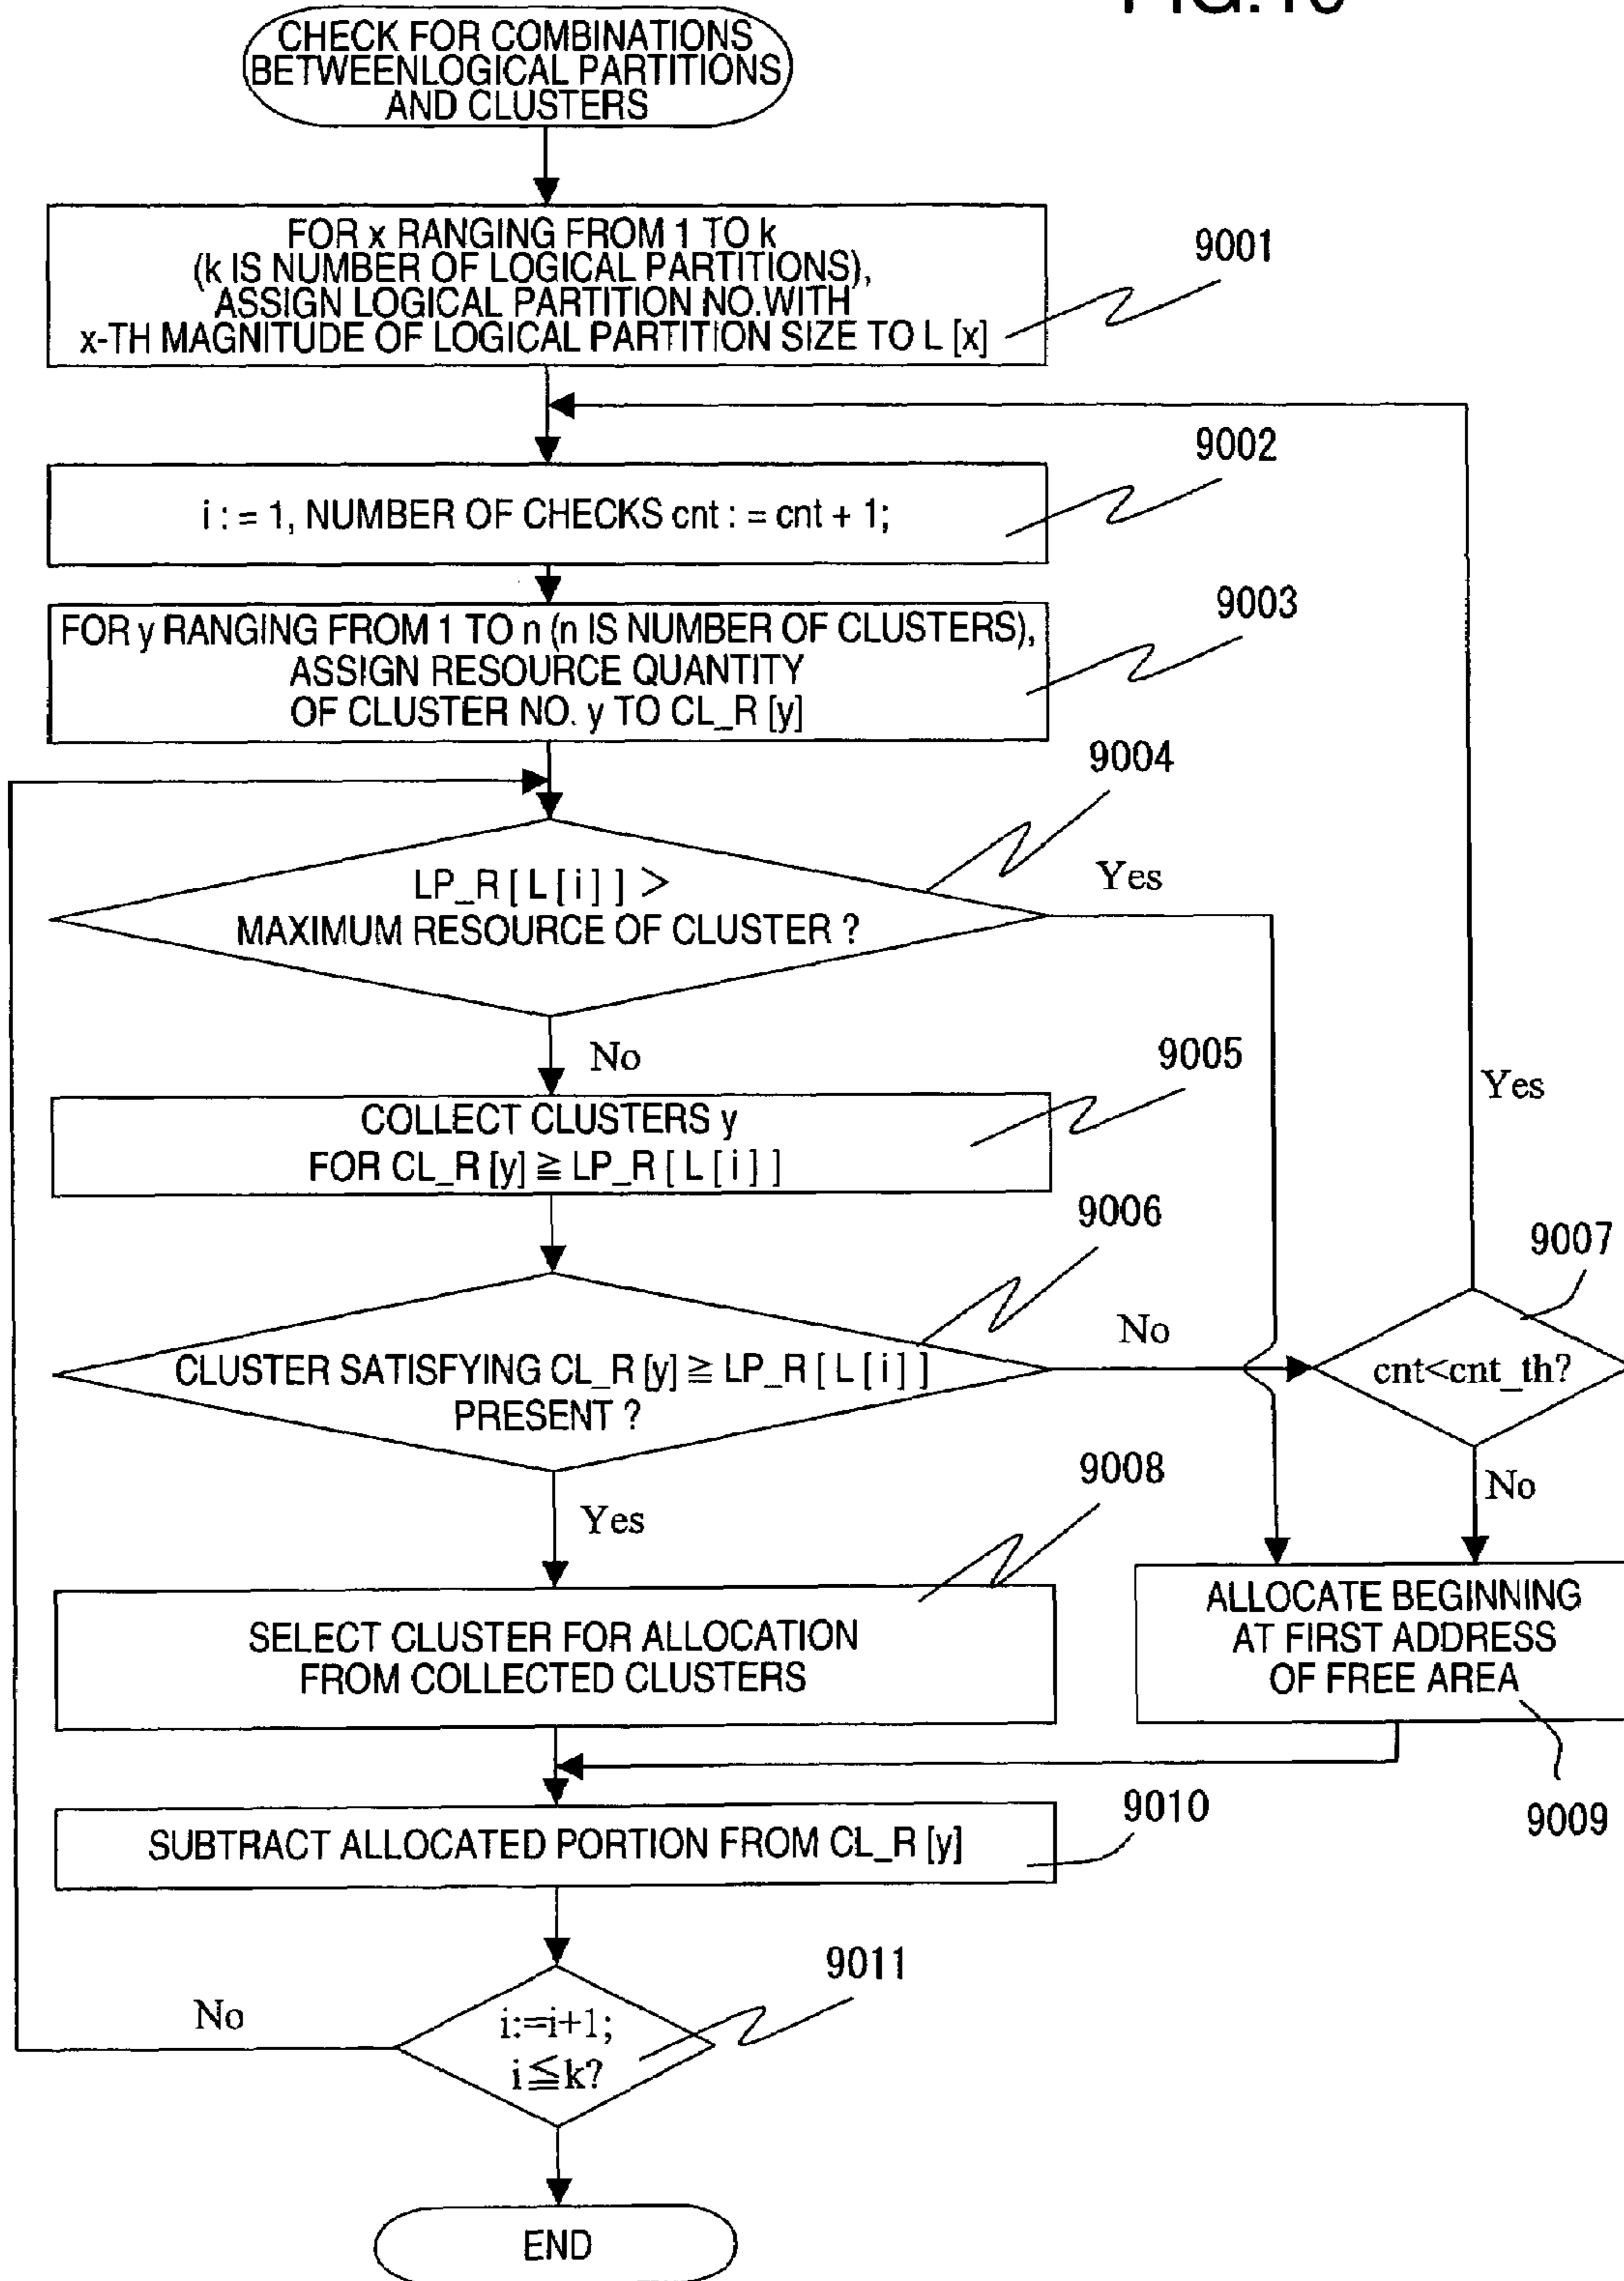 CHECK FOR COMBINATIONS
BETWEENLOGICAL PARTITIONS
AND CLUSTERS
FOR x RANGING FROM 1 TO k
(k IS NUMBER OF LOGICAL PARTITIONS),
ASSIGN LOGICAL PARTITION NO.WITH
x-TH MAGNITUDE OF LOGICAL PARTITION SIZE TO L [x]
9001
i : = 1, NUMBER OF CHECKS cnt : = cnt + 1;
9002
FOR y RANGING FROM 1 TO n (n IS NUMBER OF CLUSTERS),
ASSIGN RESOURCE QUANTITY
OF CLUSTER NO. y TO CL_R [y]
9003
LP_R [ L [ i ] ] >
MAXIMUM RESOURCE OF CLUSTER ?
9004
Yes
No
COLLECT CLUSTERS y
FOR CL_R [y] ≧ LP_R [ L [ i ] ]
9005
Yes
CLUSTER SATISFYING CL_R [y] ≧ LP_R [ L [ i ] ]
PRESENT ?
9006
No
cnt<cnt_th?
9007
Yes
No
SELECT CLUSTER FOR ALLOCATION
FROM COLLECTED CLUSTERS
9008
ALLOCATE BEGINNING
AT FIRST ADDRESS
OF FREE AREA
9009
SUBTRACT ALLOCATED PORTION FROM CL_R [y]
9010
i:=i+1;
i≦k?
9011
No
END